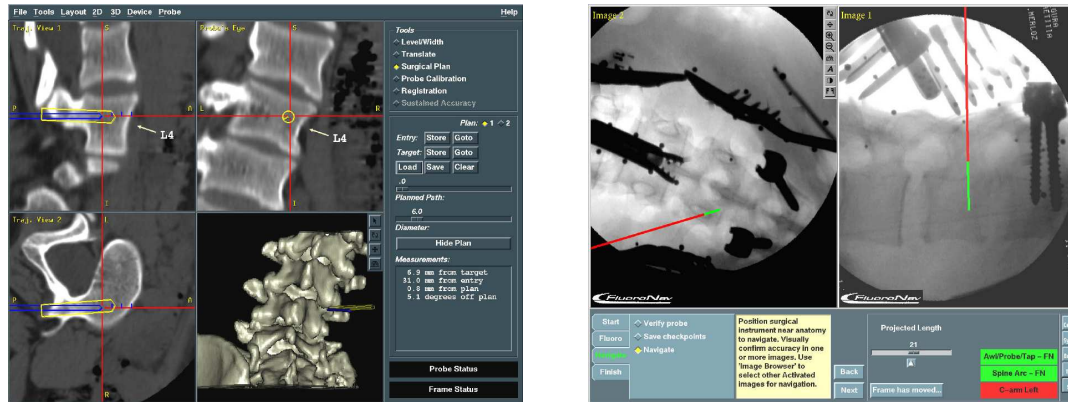 File Tools Layout 2D 3D Device Probe Help
Traj. View 1
S
P
A
L4
I
Probe's Eye
S
L
R
L4
I
Traj. View 2
L
P
A
Tools
Level/Width
Translate
Surgical Plan
Probe Calibration
Registration
Sustained Accuracy
Plan: 1 2
Entry: Store Goto
Target: Store Goto
Load Save Clear
.0
Planned Path:
6.0
Diameter:
Hide Plan
Measurements:
6.9 mm from target
31.0 mm from entry
0.8 mm from plan
5.1 degrees off plan
Probe Status
Frame Status
Image 2
A
FluoroNav
Image 1
FluoroNav
Start
Fluoro
Finish
Verify probe
Save checkpoints
Navigate
Position surgical
instrument near anatomy
to navigate. Visually
confirm accuracy in one
or more images. Use
'Image Browser' to
select other Activated
images for navigation.
Back
Next
Projected Length
21
Frame has moved...
Awl/Probe/Tap – FN
Spine Arc – FN
C-arm Left